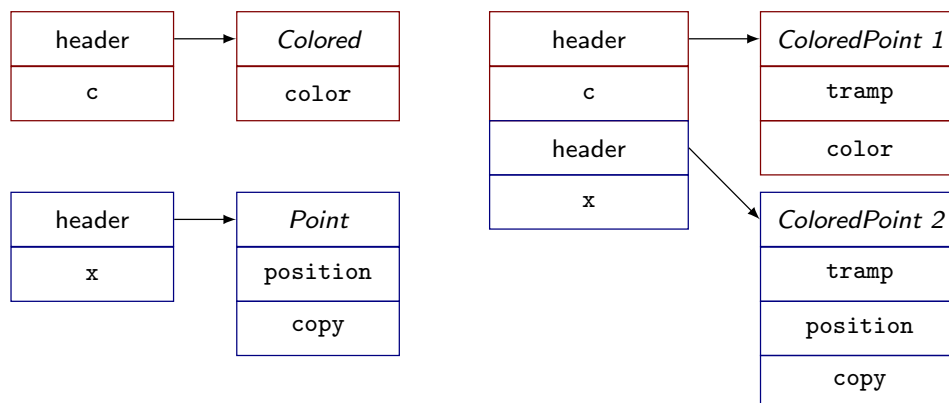 header
Colored
c
color
header
Point
x
position
copy
header
ColoredPoint 1
c
tramp
header
color
x
ColoredPoint 2
tramp
position
copy